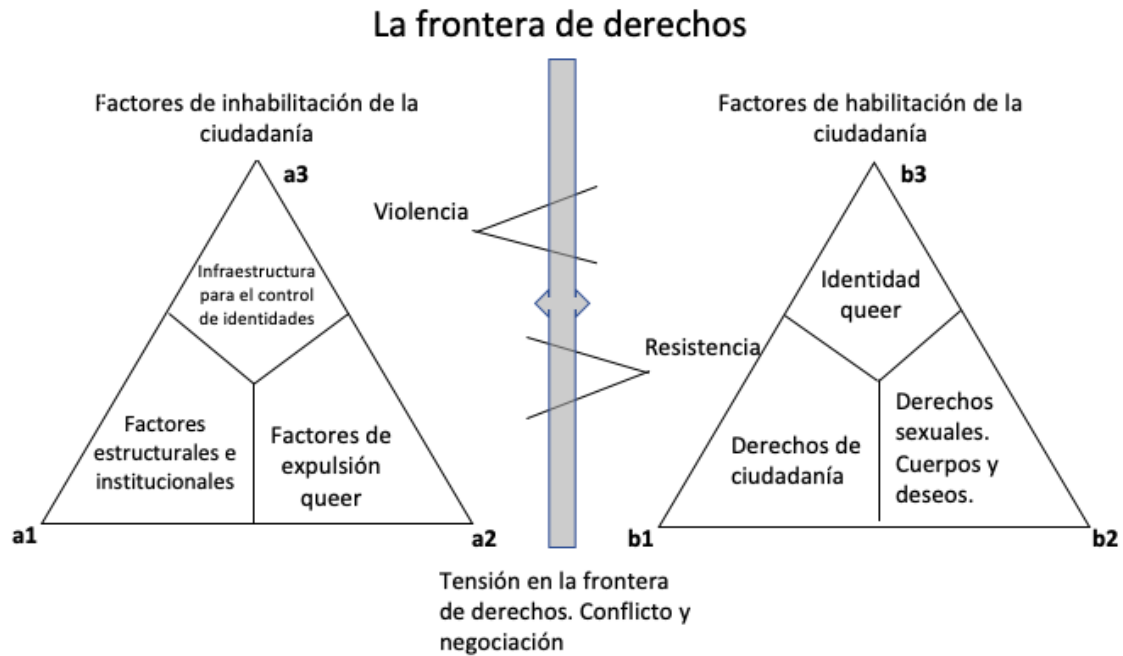 La frontera de derechos
Factores de inhabilitación de la
ciudadanía
a3
Infraestructura
para el control
de identidades
Factores
estructurales e
institucionales
Factores de
expulsión
queer
a1
a2
Violencia
Resistencia
Tensión en la frontera
de derechos. Conflicto y
negociación
Factores de habilitación de la
ciudadanía
b3
Identidad
queer
Derechos de
ciudadanía
Derechos
sexuales.
Cuerpos y
deseos.
b1
b2